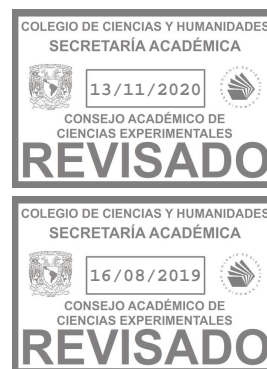 COLEGIO DE CIENCIAS Y HUMANIDADES
SECRETARÍA ACADÉMICA
13/11/2020
CONSEJO ACADÉMICO DE
CIENCIAS EXPERIMENTALES
REVISADO
COLEGIO DE CIENCIAS Y HUMANIDADES
SECRETARÍA ACADÉMICA
16/08/2019
CONSEJO ACADÉMICO DE
CIENCIAS EXPERIMENTALES
REVISADO